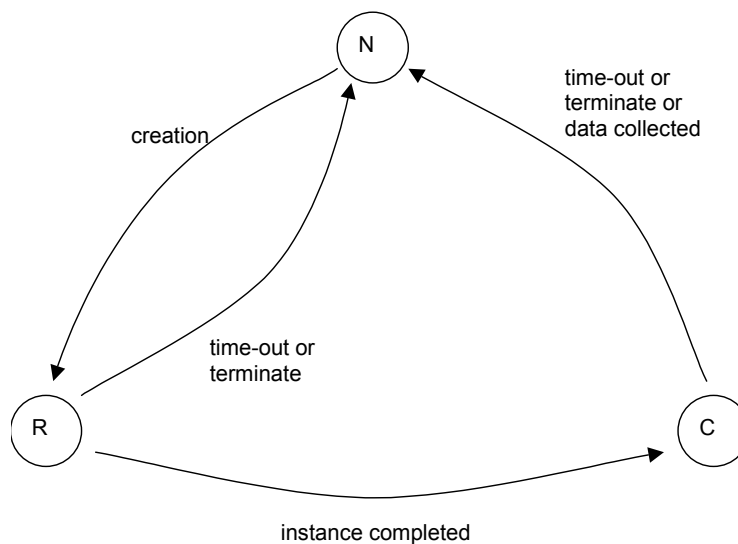 N
time-out or
terminate or
data collected
creation
time-out or
terminate
R
C
instance completed